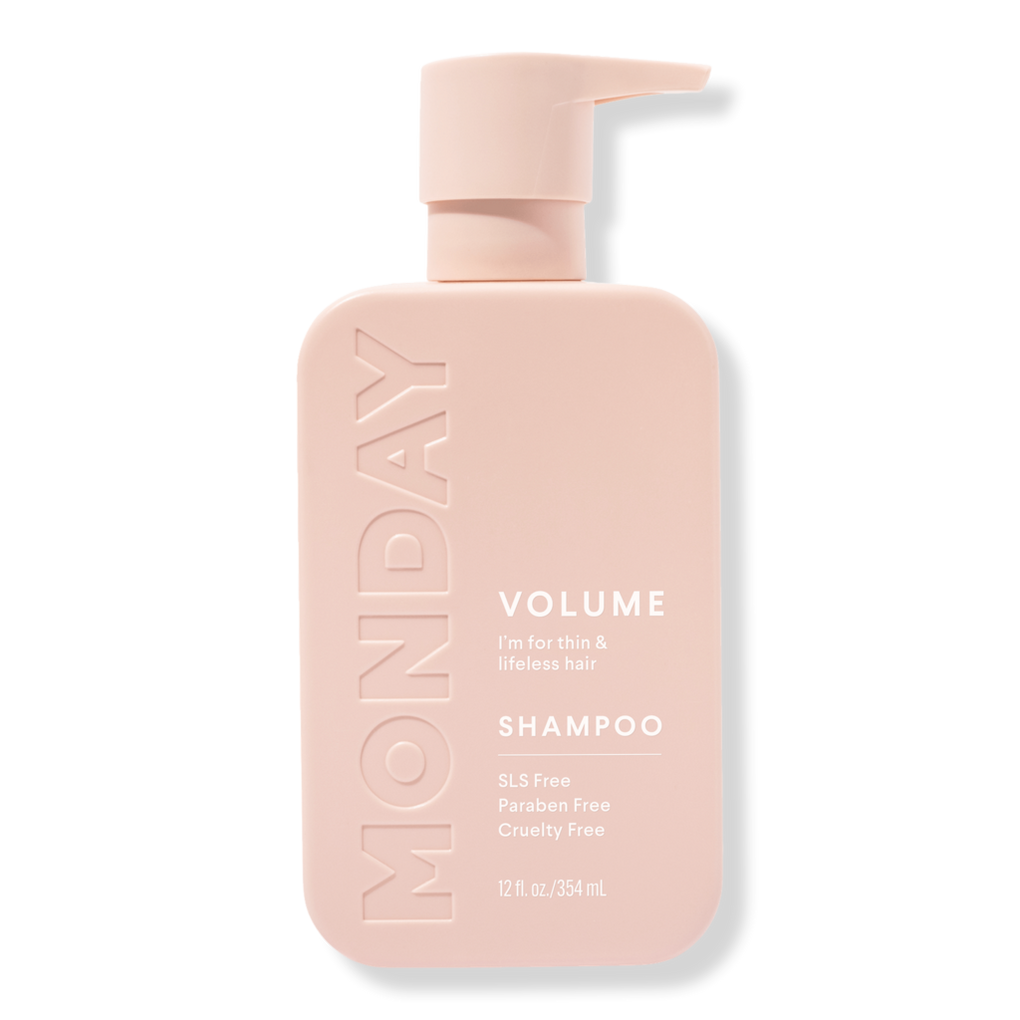 MONDAY
VOLUME
I'm for thin &
lifeless hair
SHAMPOO
SLS Free
Paraben Free
Cruelty Free
12 fl. oz./354 mL